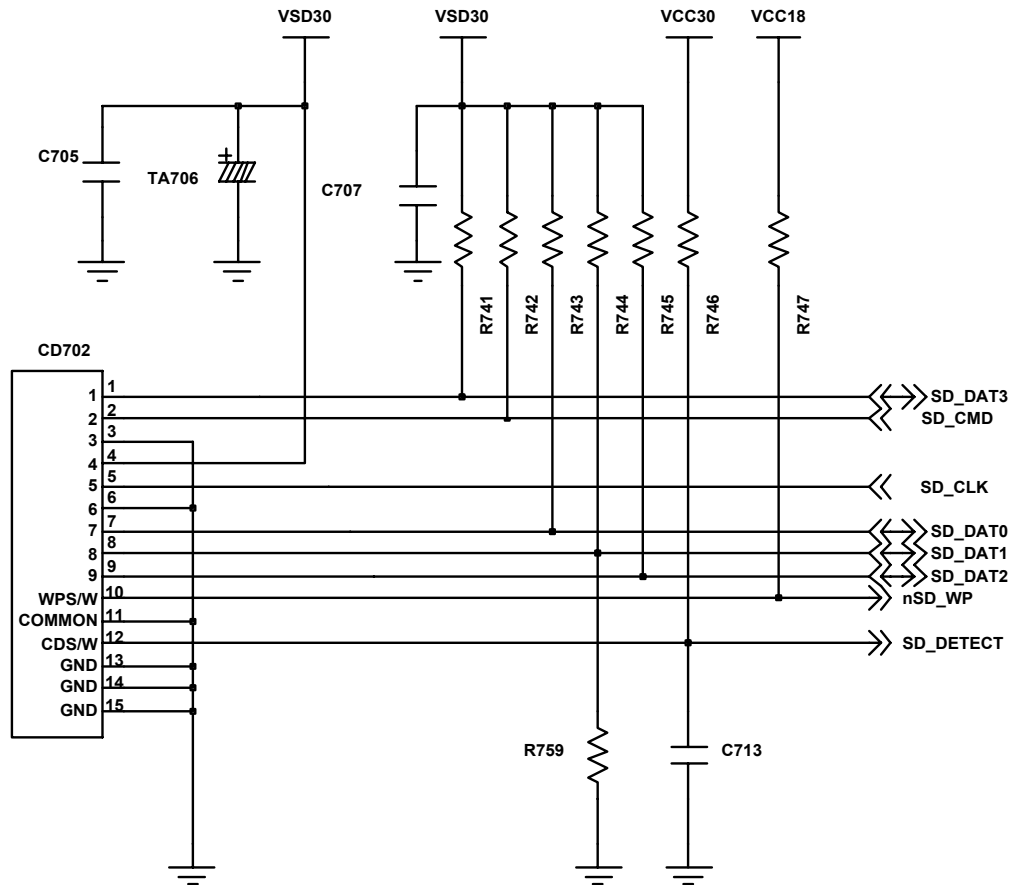 VSD30
VSD30
VCC30
VCC18
C705
+
TA706
C707
R741
R742
R743
R744
R745
R746
R747
CD702
1 1 SD_DAT3
2 2 SD_CMD
3 3
4 4
5 5 SD_CLK
6 6
7 7 SD_DAT0
8 8 SD_DAT1
9 9 SD_DAT2
WPS/W 10 nSD_WP
COMMON 11
CDS/W 12 SD_DETECT
GND 13
GND 14
GND 15
R759
C713